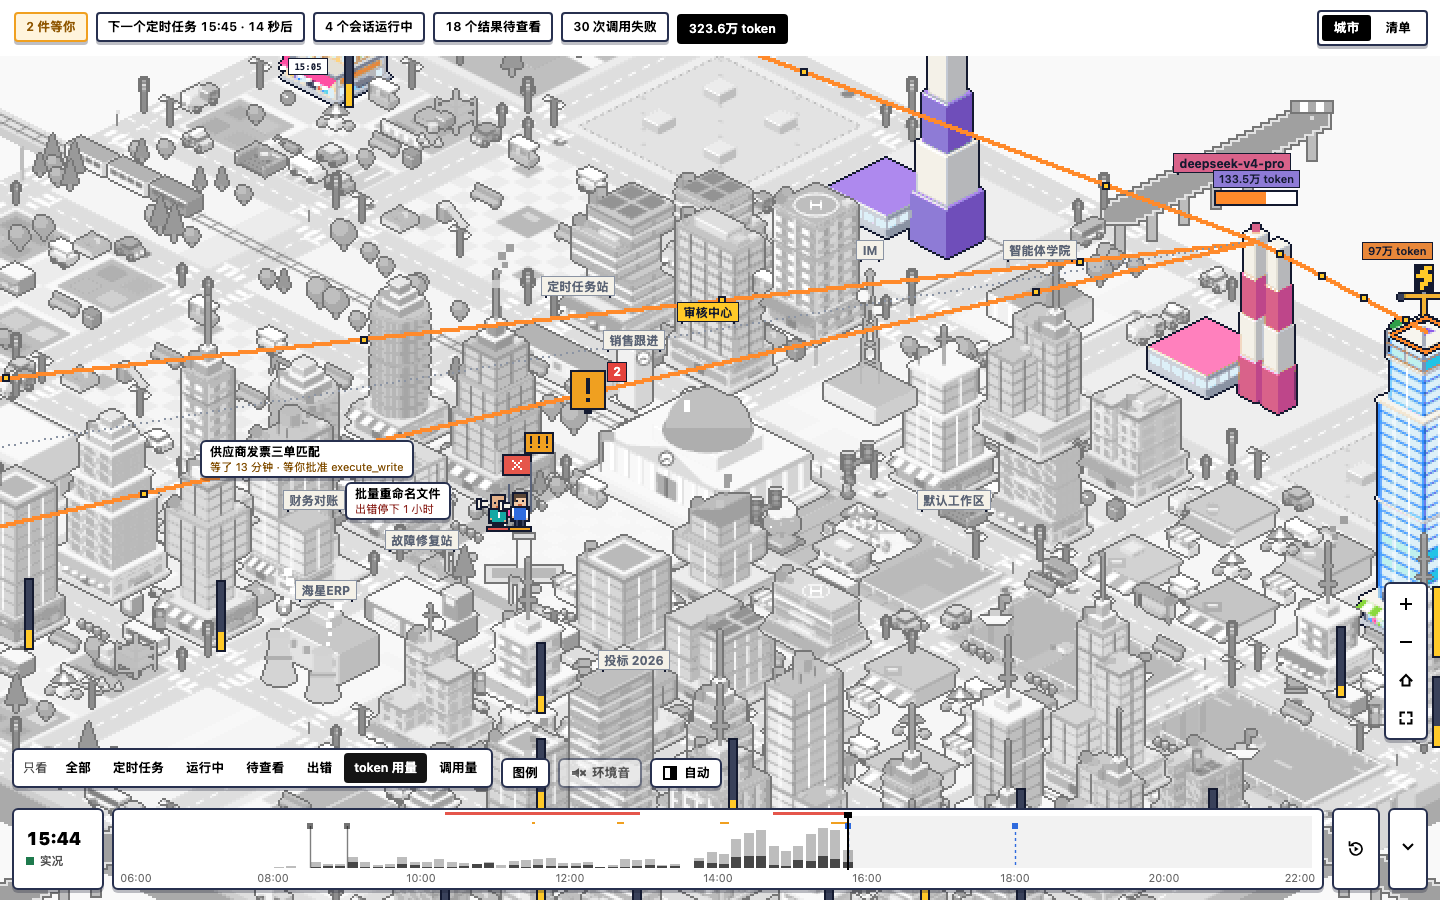 2 件等你
下一个定时任务 15:45 · 14 秒后
4 个会话运行中
18 个结果待查看
30 次调用失败
323.6万 token
城市
清单
15:05
deepseek-v4-pro
133.5万 token
97万 token
IM
智能体学院
定时任务站
审核中心
销售跟进
2
供应商发票三单匹配
等了 13 分钟 · 等你批准 execute_write
财务对账
批量重命名文件
出错停下 1 小时
默认工作区
故障修复站
海星ERP
投标 2026
只看
全部
定时任务
运行中
待查看
出错
token 用量
调用量
图例
环境音
自动
15:44
实况
06:00
08:00
10:00
12:00
14:00
16:00
18:00
20:00
22:00